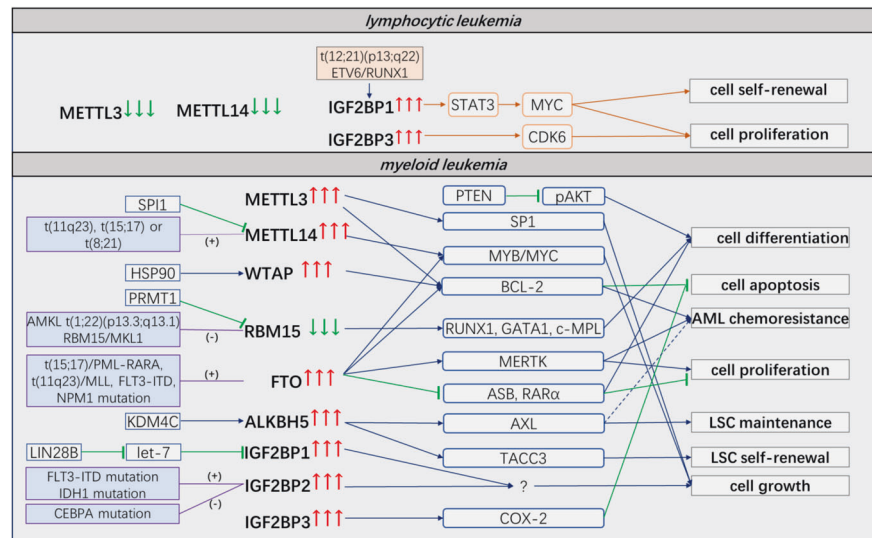 lymphocytic leukemia
t(12;21)(p13;q22)
ETV6/RUNX1
METTL3↓↓↓
METTL14↓↓↓
IGF2BP1↑↑↑
STAT3
MYC
cell self-renewal
IGF2BP3↑↑↑
CDK6
cell proliferation
myeloid leukemia
SPI1
METTL3↑↑↑
PTEN
pAKT
SP1
t(11q23), t(15;17) or
t(8;21)
(+)
METTL14↑↑↑
cell differentiation
MYB/MYC
HSP90
WTAP ↑↑↑
BCL-2
cell apoptosis
PRMT1
AMKL t(1;22)(p13.3;q13.1)
RBM15/MKL1
(-)
RBM15 ↓↓↓
RUNX1, GATA1, c-MPL
AML chemoresistance
t(15;17)/PML-RARA,
t(11q23)/MLL, FLT3-ITD,
NPM1 mutation
(+)
FTO↑↑↑
MERTK
cell proliferation
ASB, RARα
KDM4C
ALKBH5↑↑↑
AXL
LSC maintenance
LIN28B
let-7
IGF2BP1↑↑↑
TACC3
LSC self-renewal
FLT3-ITD mutation
IDH1 mutation
(+)
IGF2BP2↑↑↑
?
cell growth
(-)
CEBPA mutation
IGF2BP3↑↑↑
COX-2